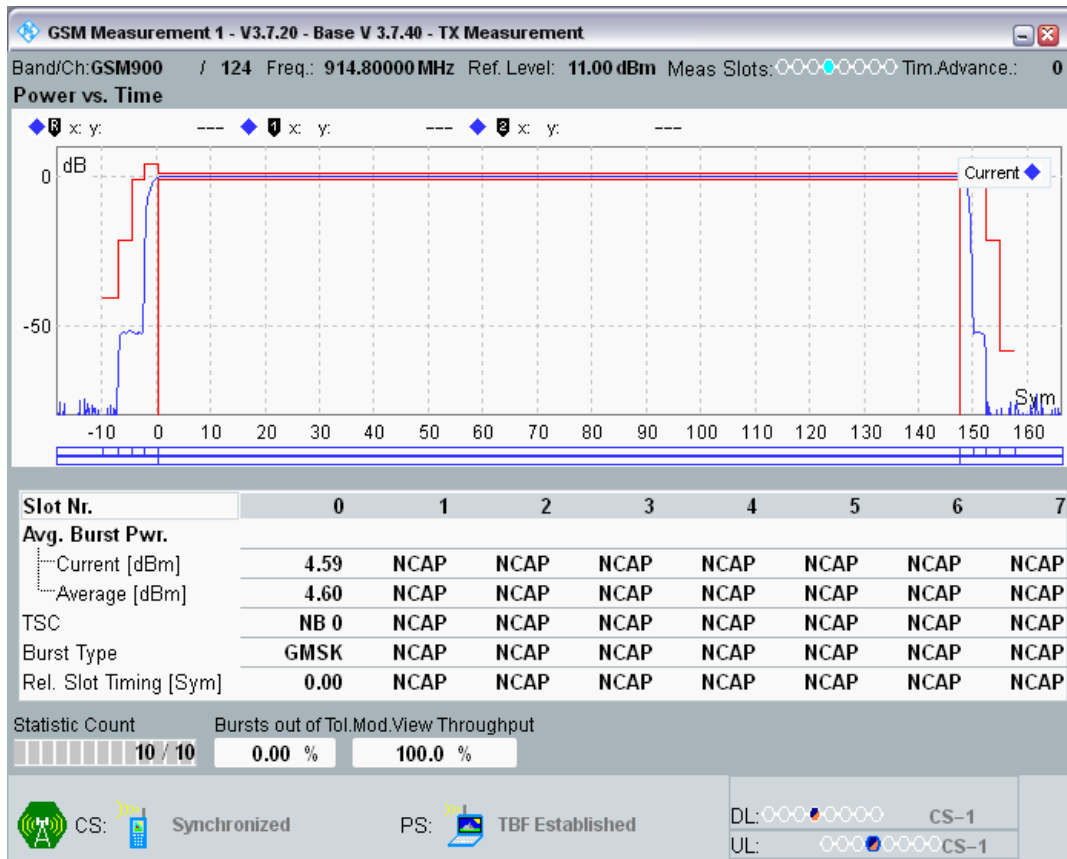 GSM Measurement 1 - V3.7.20 - Base V 3.7.40 - TX Measurement
Band/Ch:GSM900 / 124 Freq.: 914.80000 MHz Ref. Level: 11.00 dBm Meas Slots: Tim.Advance.: 0
Power vs. Time
R x: y: --- 1 x: y: --- 2 x: y: ---
dB
Current
0
-50
Sym
-10 0 10 20 30 40 50 60 70 80 90 100 110 120 130 140 150 160
Slot Nr. 0 1 2 3 4 5 6 7
Avg. Burst Pwr.
Current [dBm] 4.59 NCAP NCAP NCAP NCAP NCAP NCAP NCAP
Average [dBm] 4.60 NCAP NCAP NCAP NCAP NCAP NCAP NCAP
TSC NB 0 NCAP NCAP NCAP NCAP NCAP NCAP NCAP
Burst Type GMSK NCAP NCAP NCAP NCAP NCAP NCAP NCAP
Rel. Slot Timing [Sym] 0.00 NCAP NCAP NCAP NCAP NCAP NCAP NCAP
Statistic Count Bursts out of Tol. Mod.View Throughput
10 / 10 0.00 % 100.0 %
CS: Synchronized PS: TBF Established
DL: CS-1
UL: CS-1